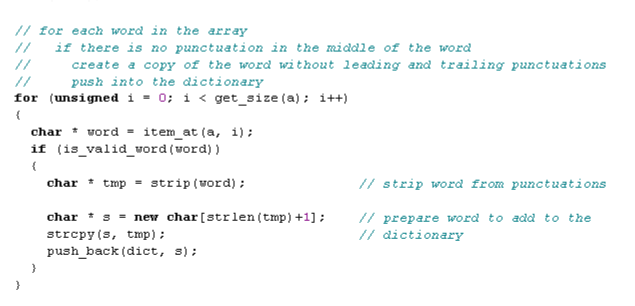 // for each word in the array
//   if there is no punctuation in the middle of the word
//     create a copy of the word without leading and trailing punctuations
//     push into the dictionary
for (unsigned i = 0; i < get_size(a); i++)
{
  char * word = item_at(a, i);
  if (is_valid_word(word))
  {
    char * tmp = strip(word);              // strip word from punctuations

    char * s = new char[strlen(tmp)+1];    // prepare word to add to the
    strcpy(s, tmp);                        // dictionary
    push_back(dict, s);
  }
}